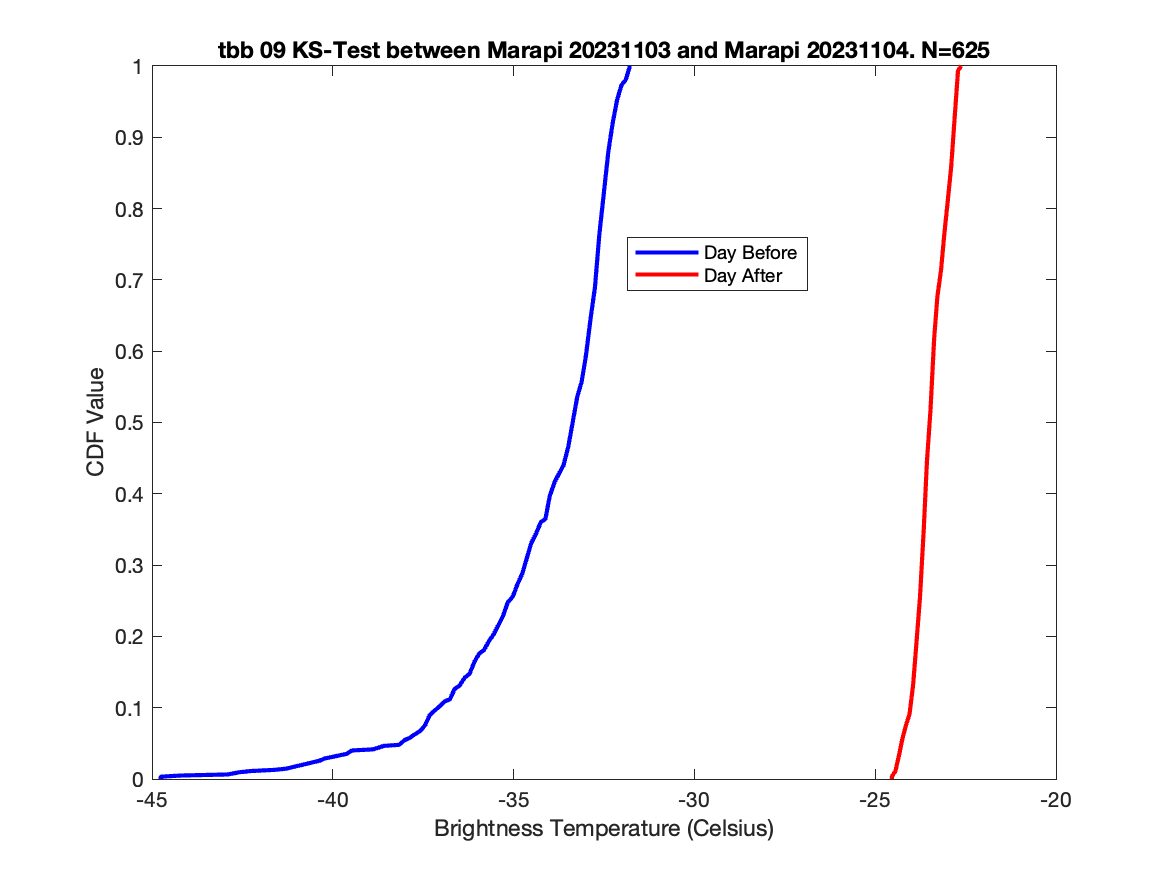 tbb 09 KS-Test between Marapi 20231103 and Marapi 20231104. N=625
1
0.9
0.8
0.7
0.6
0.5
0.4
0.3
0.2
0.1
0
CDF Value
Day Before
Day After
-45 -40 -35 -30 -25 -20
Brightness Temperature (Celsius)